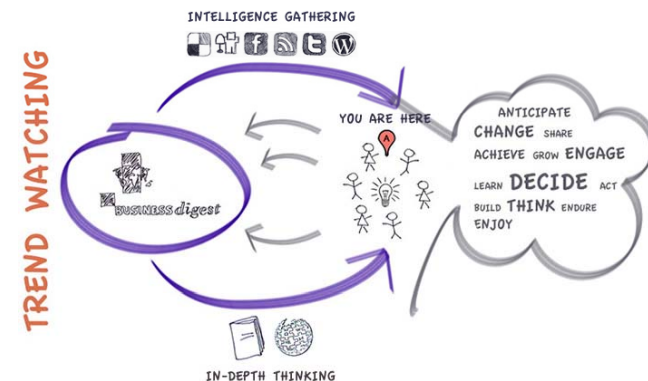 TREND WATCHING
INTELLIGENCE GATHERING
YOU ARE HERE
A
BUSINESS digest
ANTICIPATE
CHANGE SHARE
ACHIEVE GROW ENGAGE
LEARN DECIDE ACT
BUILD THINK ENDURE
ENJOY
IN-DEPTH THINKING